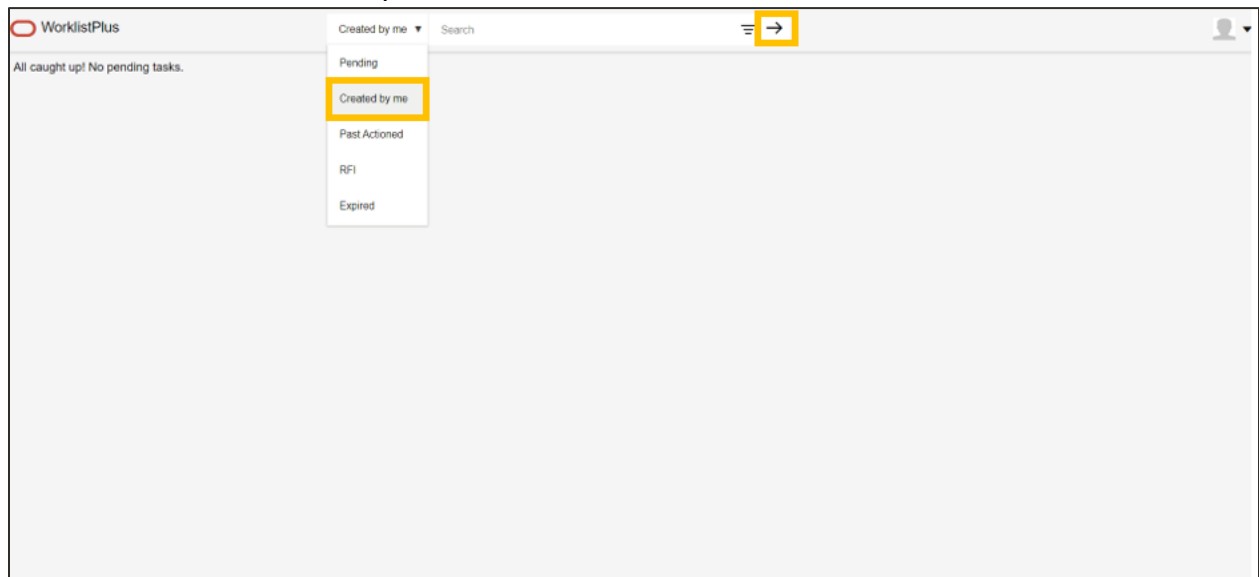 WorklistPlus
Created by me ▼ Search
All caught up! No pending tasks.
Pending
Created by me
Past Actioned
RFI
Expired